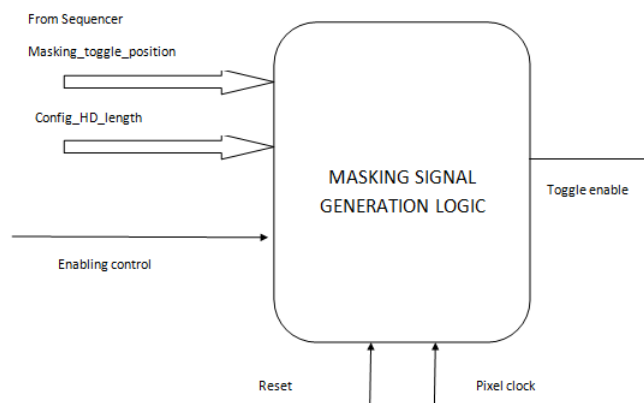 From Sequencer
Masking_toggle_position
Config_HD_length
MASKING SIGNAL
GENERATION LOGIC
Toggle enable
Enabling control
Reset
Pixel clock